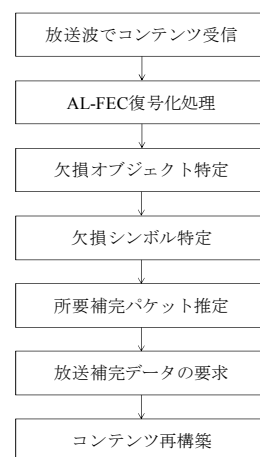 放送波でコンテンツ受信
AL-FEC復号化処理
欠損オブジェクト特定
欠損シンボル特定
所要補完パケット推定
放送補完データの要求
コンテンツ再構築